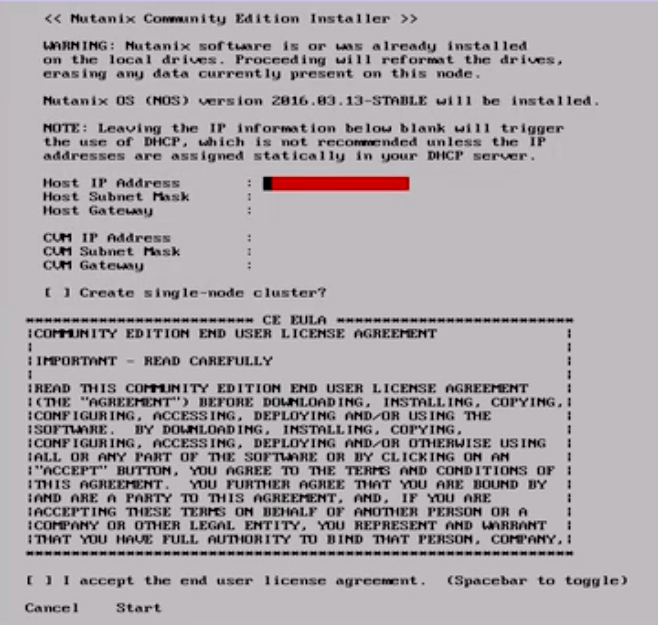 << Nutanix Community Edition Installer >>
WARNING: Nutanix software is or was already installed
on the local drives. Proceeding will reformat the drives,
erasing any data currently present on this node.
Nutanix OS (NOS) version 2016.03.13-STABLE will be installed.
NOTE: Leaving the IP information below blank will trigger
the use of DHCP, which is not recommended unless the IP
addresses are assigned statically in your DHCP server.
Host IP Address :
Host Subnet Mask :
Host Gateway :
CVM IP Address :
CVM Subnet Mask :
CVM Gateway :
[ ] Create single-node cluster?
CE EULA
COMMUNITY EDITION END USER LICENSE AGREEMENT
IMPORTANT - READ CAREFULLY
READ THIS COMMUNITY EDITION END USER LICENSE AGREEMENT
(THE "AGREEMENT") BEFORE DOWNLOADING, INSTALLING, COPYING,
CONFIGURING, ACCESSING, DEPLOYING AND/OR USING THE
SOFTWARE. BY DOWNLOADING, INSTALLING, COPYING,
CONFIGURING, ACCESSING, DEPLOYING AND/OR OTHERWISE USING
ALL OR ANY PART OF THE SOFTWARE OR BY CLICKING ON AN
"ACCEPT" BUTTON, YOU AGREE TO THE TERMS AND CONDITIONS OF
THIS AGREEMENT. YOU FURTHER AGREE THAT YOU ARE BOUND BY
AND ARE A PARTY TO THIS AGREEMENT, AND, IF YOU ARE
ACCEPTING THESE TERMS ON BEHALF OF ANOTHER PERSON OR A
COMPANY OR OTHER LEGAL ENTITY, YOU REPRESENT AND WARRANT
THAT YOU HAVE FULL AUTHORITY TO BIND THAT PERSON, COMPANY,
[ ] I accept the end user license agreement. (Spacebar to toggle)
Cancel Start